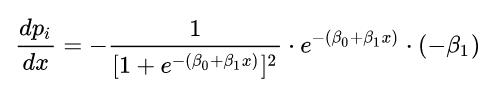 dp_i/dx = -1/[1 + e^{-(β_0+β_1x)}]^2 · e^{-(β_0+β_1x)} · (-β_1)